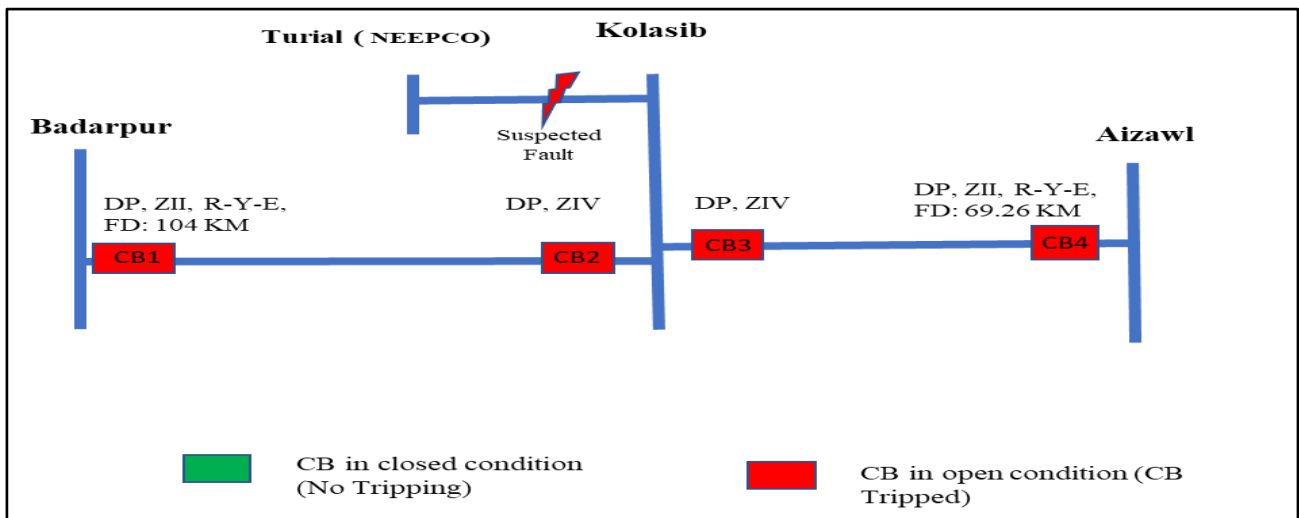 Turial ( NEEPCO)
Kolasib
Badarpur
Suspected
Fault
Aizawl
DP, ZII, R-Y-E,
FD: 104 KM
DP, ZIV
DP, ZIV
DP, ZII, R-Y-E,
FD: 69.26 KM
CB1
CB2
CB3
CB4
CB in closed condition
(No Tripping)
CB in open condition (CB
Tripped)